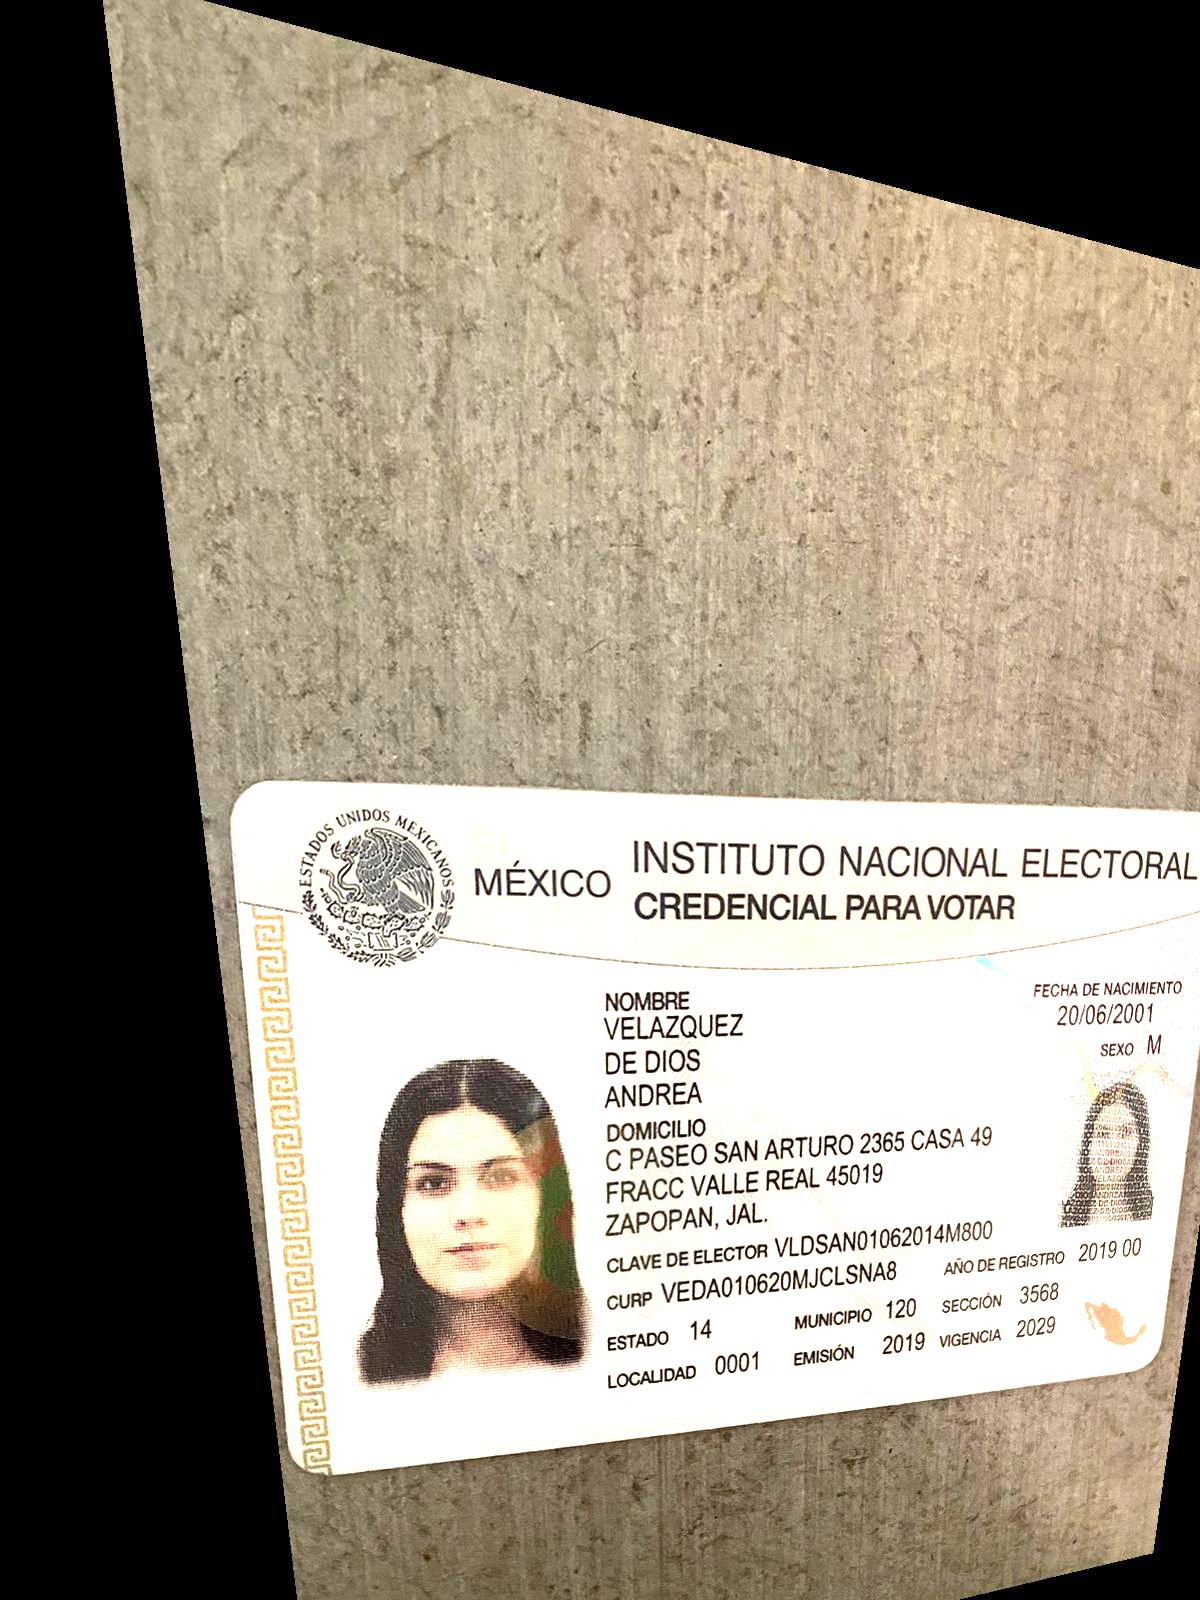 ESTADOS UNIDOS MEXICANOS
MÉXICO
INSTITUTO NACIONAL ELECTORAL
CREDENCIAL PARA VOTAR
NOMBRE
VELAZQUEZ
DE DIOS
ANDREA
FECHA DE NACIMIENTO
20/06/2001
SEXO M
DOMICILIO
C PASEO SAN ARTURO 2365 CASA 49
FRACC VALLE REAL 45019
ZAPOPAN, JAL.
CLAVE DE ELECTOR VLDSAN01062014M800
CURP VEDA010620MJCLSNA8 AÑO DE REGISTRO 2019 00
ESTADO 14 MUNICIPIO 120 SECCIÓN 3568
LOCALIDAD 0001 EMISIÓN 2019 VIGENCIA 2029